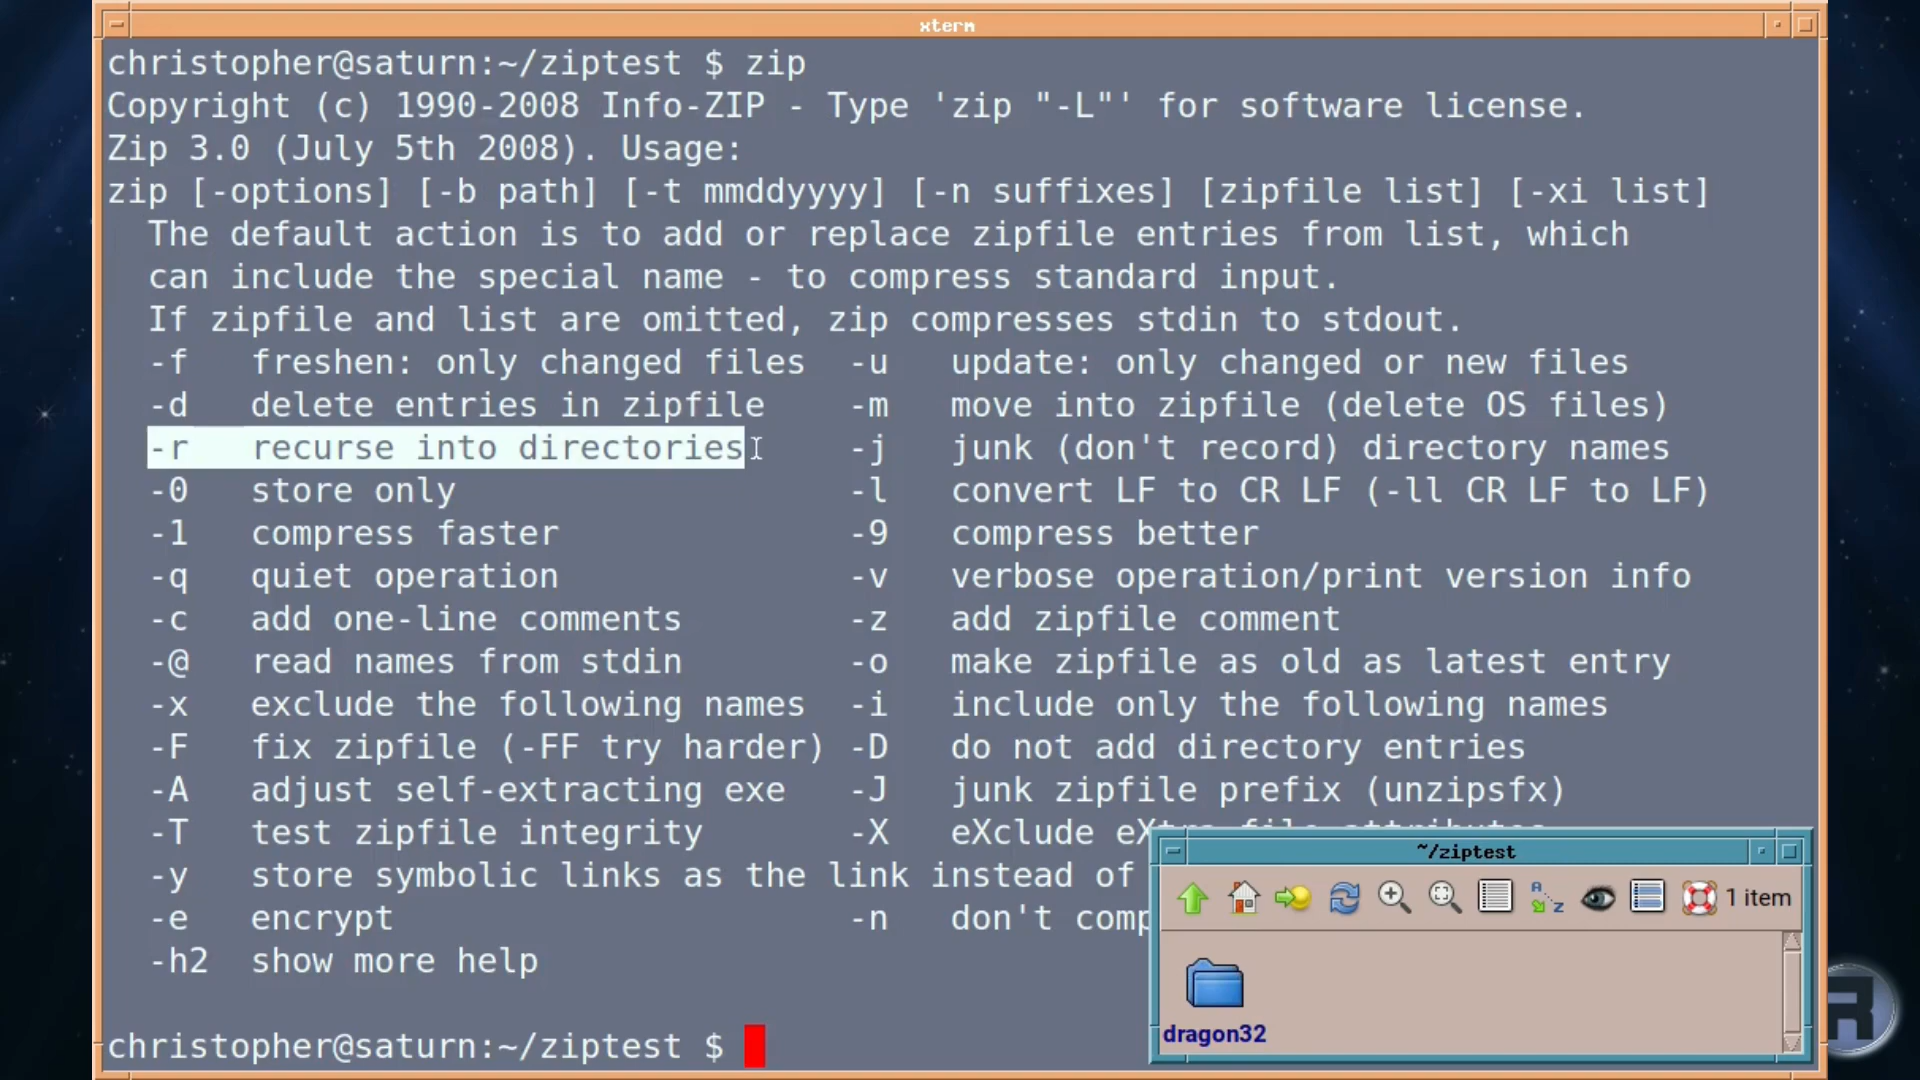 xterm
christopher@saturn:~/ziptest $ zip
Copyright (c) 1990-2008 Info-ZIP - Type 'zip "-L"' for software license.
Zip 3.0 (July 5th 2008). Usage:
zip [-options] [-b path] [-t mmddyyyy] [-n suffixes] [zipfile list] [-xi list]
The default action is to add or replace zipfile entries from list, which
can include the special name - to compress standard input.
If zipfile and list are omitted, zip compresses stdin to stdout.
-f freshen: only changed files -u update: only changed or new files
-d delete entries in zipfile -m move into zipfile (delete OS files)
-r recurse into directories -j junk (don't record) directory names
-0 store only -l convert LF to CR LF (-ll CR LF to LF)
-1 compress faster -9 compress better
-q quiet operation -v verbose operation/print version info
-c add one-line comments -z add zipfile comment
-@ read names from stdin -o make zipfile as old as latest entry
-x exclude the following names -i include only the following names
-F fix zipfile (-FF try harder) -D do not add directory entries
-A adjust self-extracting exe -J junk zipfile prefix (unzipsfx)
-T test zipfile integrity -X eXclude eXtra file attributes
-y store symbolic links as the link instead of
-e encrypt -n don't comp
-h2 show more help
christopher@saturn:~/ziptest $
~/ziptest
1 item
dragon32